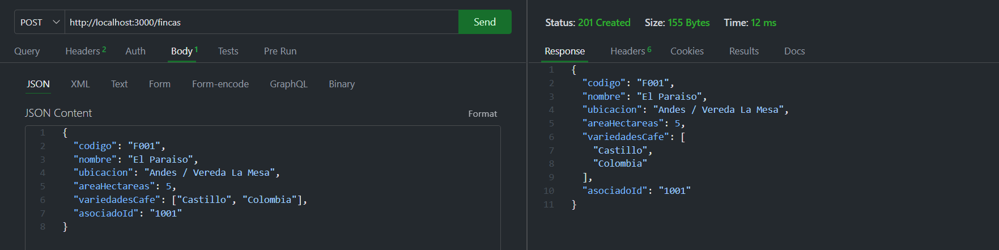 POST http://localhost:3000/fincas Send
Query Headers 2 Auth Body 1 Tests Pre Run
JSON XML Text Form Form-encode GraphQL Binary
JSON Content Format
1 {
2 "codigo": "F001",
3 "nombre": "El Paraiso",
4 "ubicacion": "Andes / Vereda La Mesa",
5 "areaHectareas": 5,
6 "variedadesCafe": ["Castillo", "Colombia"],
7 "asociadoId": "1001"
8 }
Status: 201 Created Size: 155 Bytes Time: 12 ms
Response Headers 6 Cookies Results Docs
1 {
2 "codigo": "F001",
3 "nombre": "El Paraiso",
4 "ubicacion": "Andes / Vereda La Mesa",
5 "areaHectareas": 5,
6 "variedadesCafe": [
7 "Castillo",
8 "Colombia"
9 ],
10 "asociadoId": "1001"
11 }